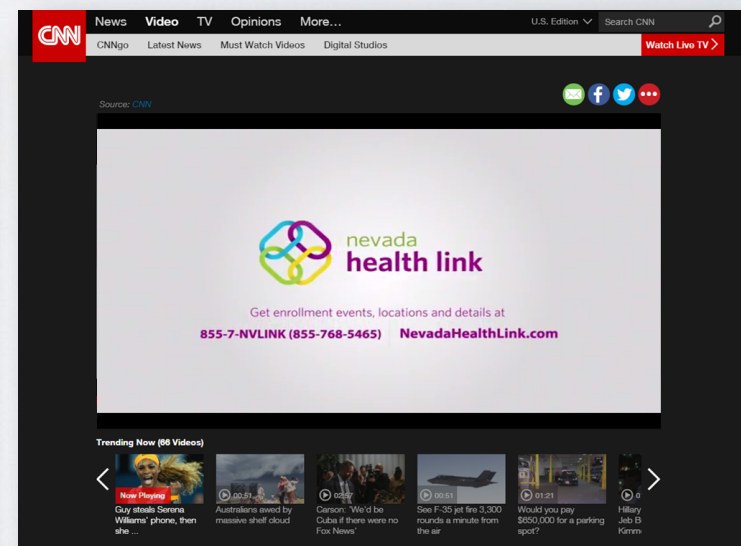 CNN
News Video TV Opinions More...
U.S. Edition Search CNN
CNNgo Latest News Must Watch Videos Digital Studios
Watch Live TV
Source: CNN
nevada
health link
Get enrollment events, locations and details at
855-7-NVLINK (855-768-5465) NevadaHealthLink.com
Trending Now (66 Videos)
Now Playing
Guy steals Serena
Williams' phone, then
she ...
00:51
Australians awed by
massive shelf cloud
02:57
Carson: 'We'd be
Cuba if there were no
Fox News'
00:51
See F-35 jet fire 3,300
rounds a minute from
the air
01:21
Would you pay
$650,000 for a parking
spot?
Hillary
Jeb B
Kimm